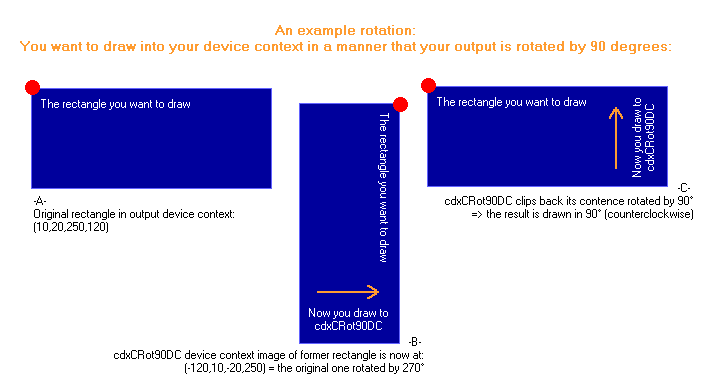 An example rotation:
You want to draw into your device context in a manner that your output is rotated by 90 degrees:
The rectangle you want to draw
-A-
Original rectangle in output device context:
(10,20,250,120)
The rectangle you want to draw
Now you draw to
cdxCRot90DC
-B-
cdxCRot90DC device context image of former rectangle is now at:
(-120,10,-20,250) = the original one rotated by 270°
The rectangle you want to draw
Now you draw to
cdxCRot90DC
-C-
cdxCRot90DC clips back its contence rotated by 90°
=> the result is drawn in 90° (counterclockwise)